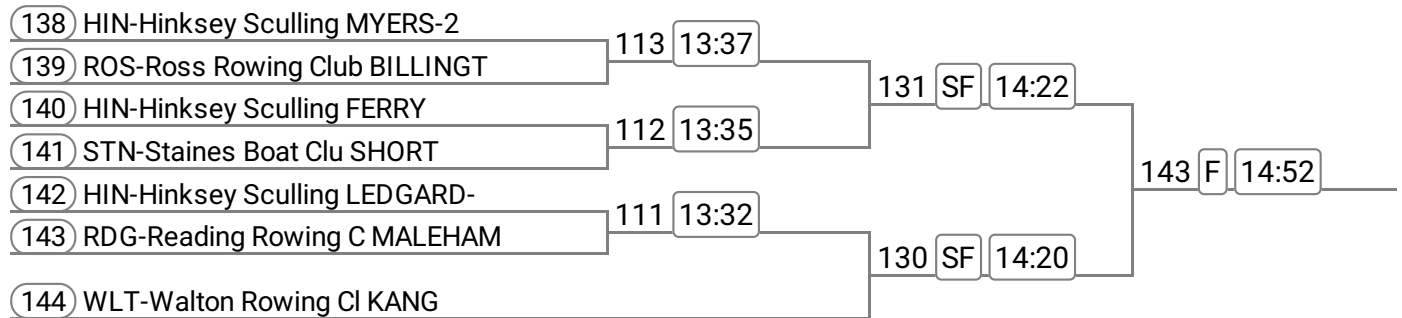 138 HIN-Hinksey Sculling MYERS-2
113 13:37
139 ROS-Ross Rowing Club BILLINGT
131 SF 14:22
140 HIN-Hinksey Sculling FERRY
112 13:35
141 STN-Staines Boat Clu SHORT
143 F 14:52
142 HIN-Hinksey Sculling LEDGARD-
111 13:32
143 RDG-Reading Rowing C MALEHAM
130 SF 14:20
144 WLT-Walton Rowing Cl KANG